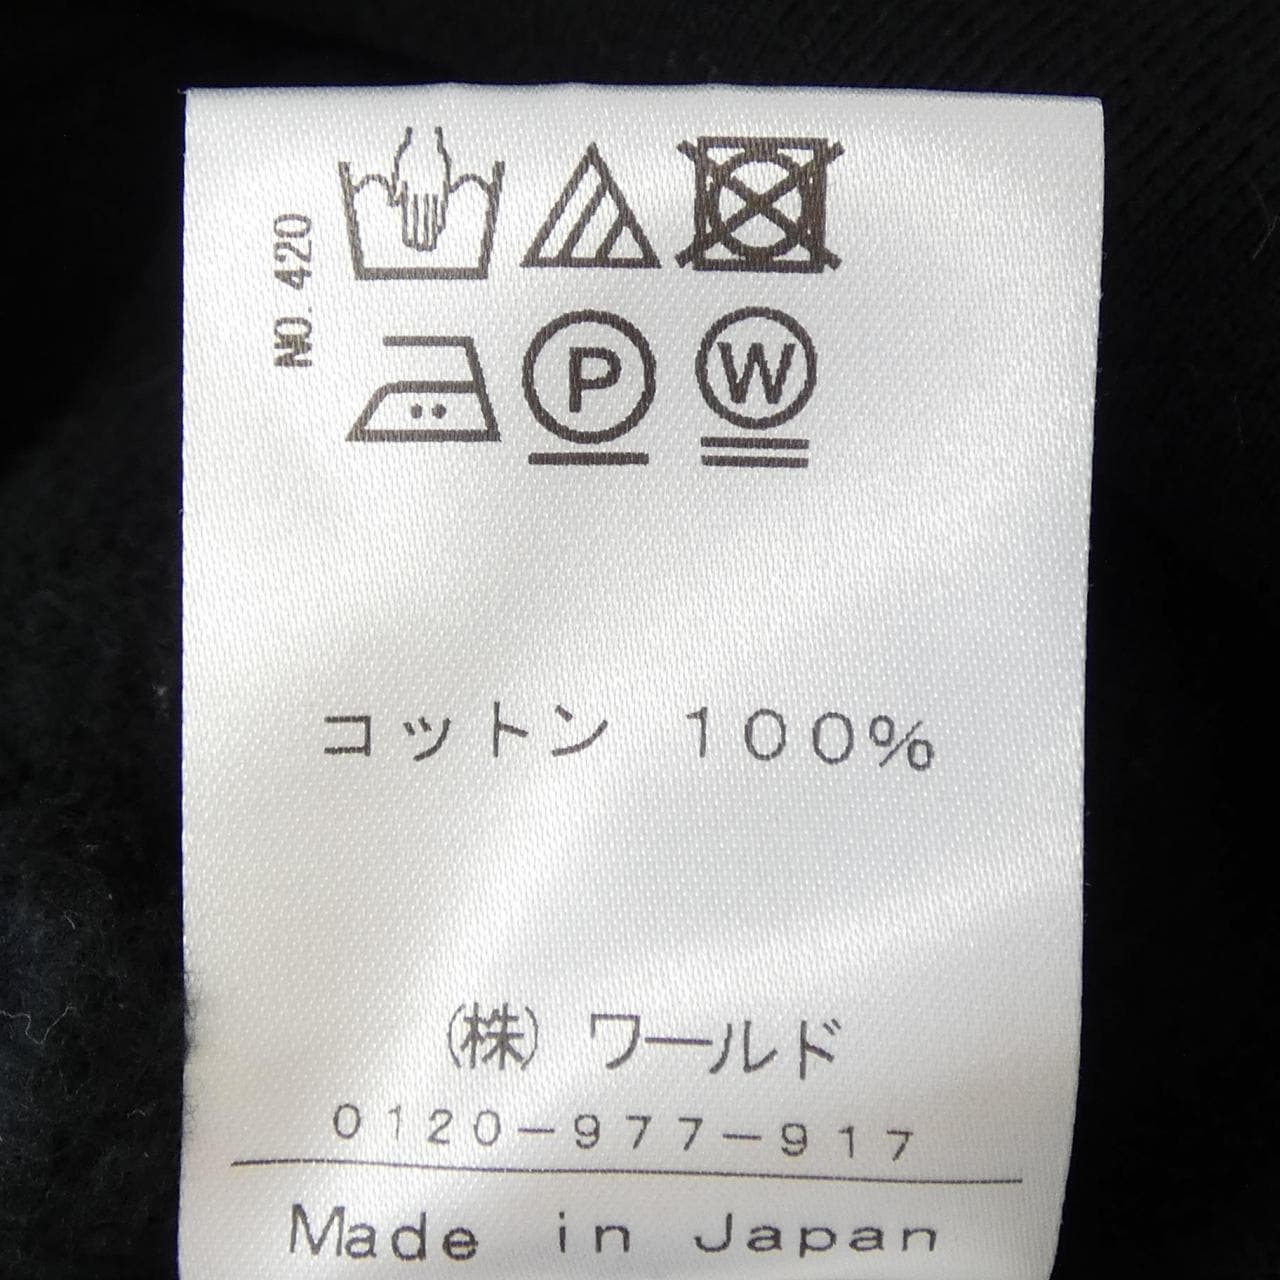 NO. 420
P W
コットン 100%
(株) ワールド
0120-977-917
Made in Japan